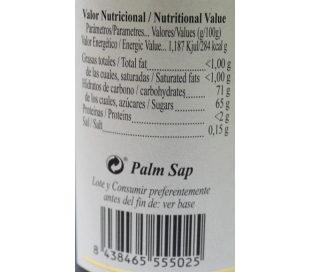 Valor Nutricional / Nutritional Value
Parámetros/Parametres... Valores/Values (g/100g)
Valor Energético / Energic Value... 1,187 Kjul/284 kcal g
Grasas totales / Total fat <1,00 g
de las cuales, saturadas / Saturated fats <1,00 g
Hidratos de carbono / carbohydrates 71 g
de los cuales, azúcares / Sugars 65 g
Proteínas / Proteins <2 g
Sal / Salt 0,15 g
Palm Sap
Lote y Consumir preferentemente
antes del fin de: ver base
8 438465 555025